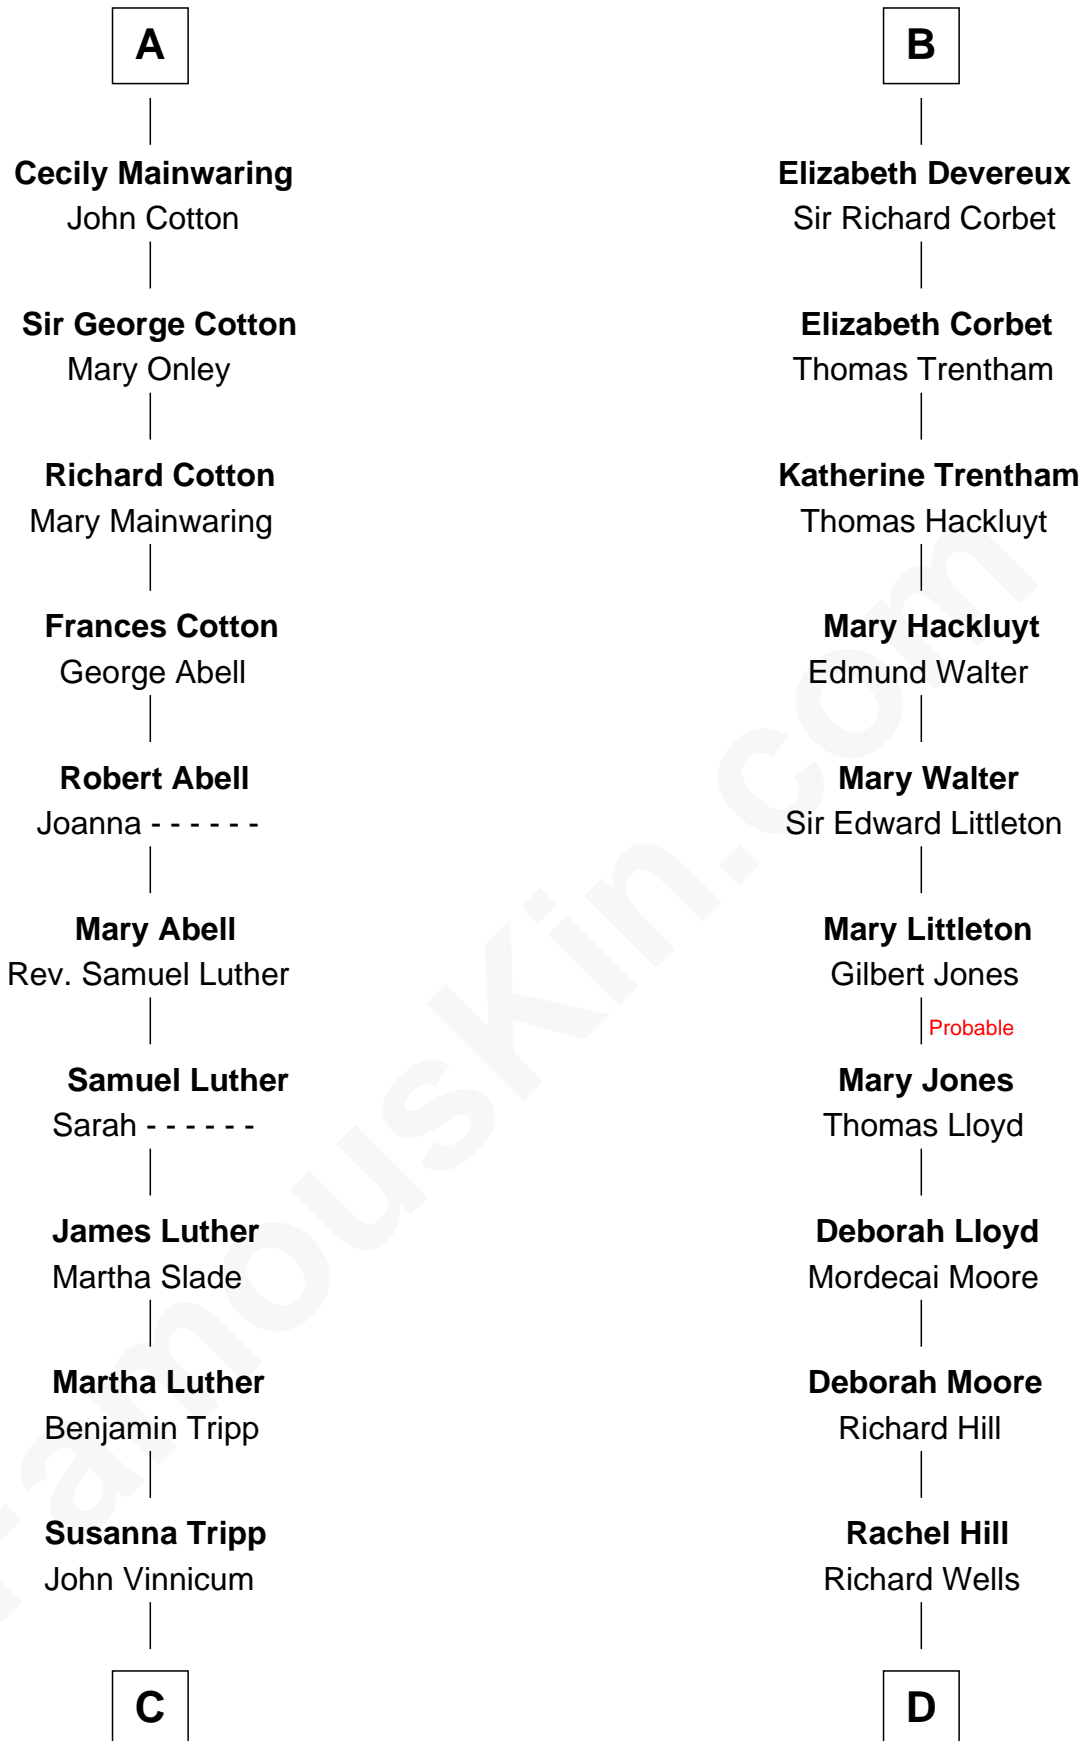 A
Cecily Mainwaring
John Cotton
Sir George Cotton
Mary Onley
Richard Cotton
Mary Mainwaring
Frances Cotton
George Abell
Robert Abell
Joanna - - - - - -
Mary Abell
Rev. Samuel Luther
Samuel Luther
Sarah - - - - - -
James Luther
Martha Slade
Martha Luther
Benjamin Tripp
Susanna Tripp
John Vinnicum
C
B
Elizabeth Devereux
Sir Richard Corbet
Elizabeth Corbet
Thomas Trentham
Katherine Trentham
Thomas Hackluyt
Mary Hackluyt
Edmund Walter
Mary Walter
Sir Edward Littleton
Mary Littleton
Gilbert Jones
Probable
Mary Jones
Thomas Lloyd
Deborah Lloyd
Mordecai Moore
Deborah Moore
Richard Hill
Rachel Hill
Richard Wells
D
FamousKin.com